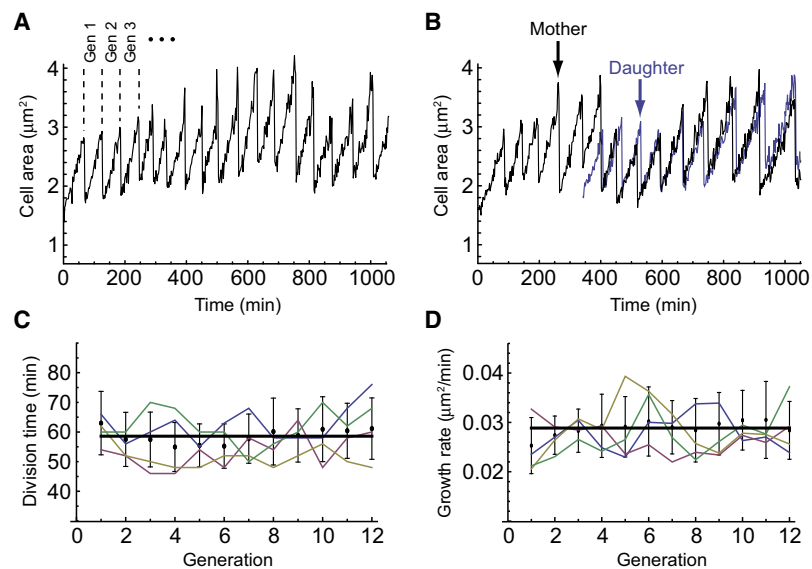 A
Gen 1
Gen 2
Gen 3
•••
4
3
2
1
Cell area (μm²)
0 200 400 600 800 1000
Time (min)
B
Mother
Daughter
4
3
2
1
Cell area (μm²)
0 200 400 600 800 1000
Time (min)
C
80
70
60
50
40
Division time (min)
0 2 4 6 8 10 12
Generation
D
0.04
0.03
0.02
Growth rate (μm²/min)
0 2 4 6 8 10 12
Generation